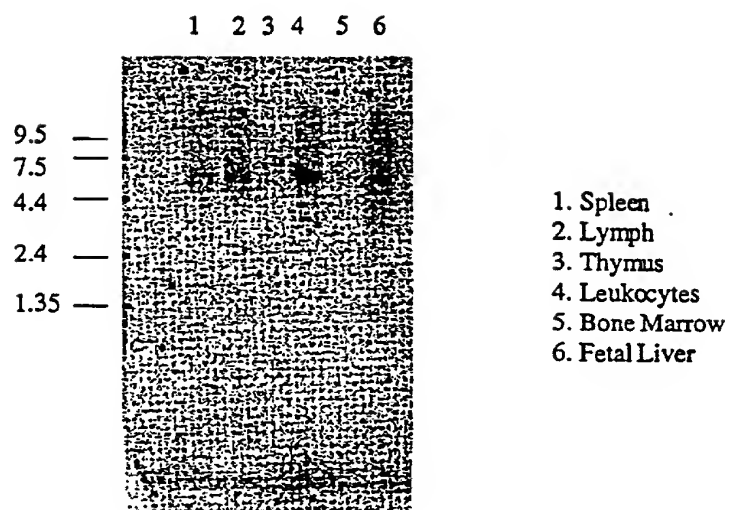 1 2 3 4 5 6
9.5
7.5
4.4
2.4
1.35
1. Spleen
2. Lymph
3. Thymus
4. Leukocytes
5. Bone Marrow
6. Fetal Liver